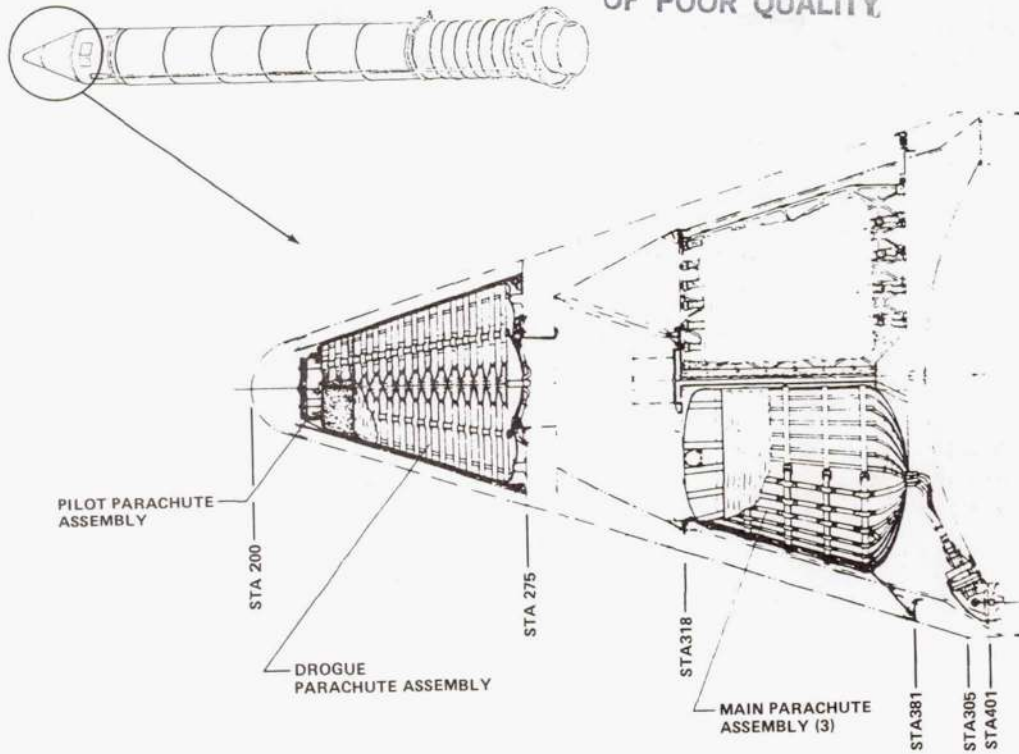 OF POOR QUALITY
PILOT PARACHUTE
ASSEMBLY
STA 200
STA 275
DROGUE
PARACHUTE ASSEMBLY
STA318
MAIN PARACHUTE
ASSEMBLY (3)
STA381
STA305
STA401